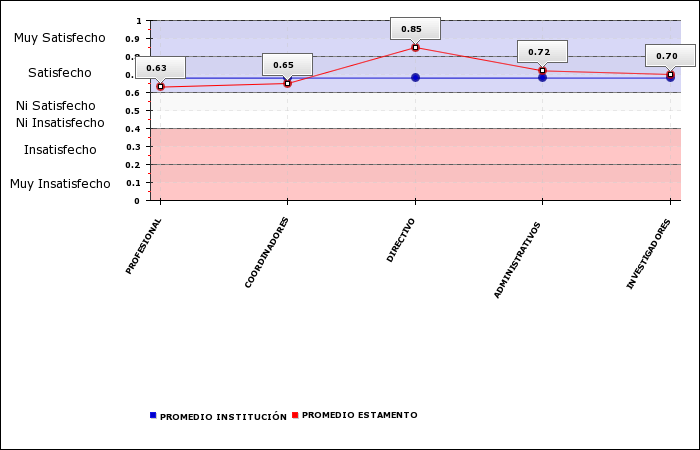 Muy Satisfecho
Satisfecho
Ni Satisfecho
Ni Insatisfecho
Insatisfecho
Muy Insatisfecho
1
0.9
0.8
0.6
0.5
0.4
0.3
0.2
0.1
0
0.63
0.65
0.85
0.72
0.70
PROFESIONAL
COORDINADORES
DIRECTIVO
ADMINISTRATIVOS
INVESTIGADORES
PROMEDIO INSTITUCIÓN PROMEDIO ESTAMENTO